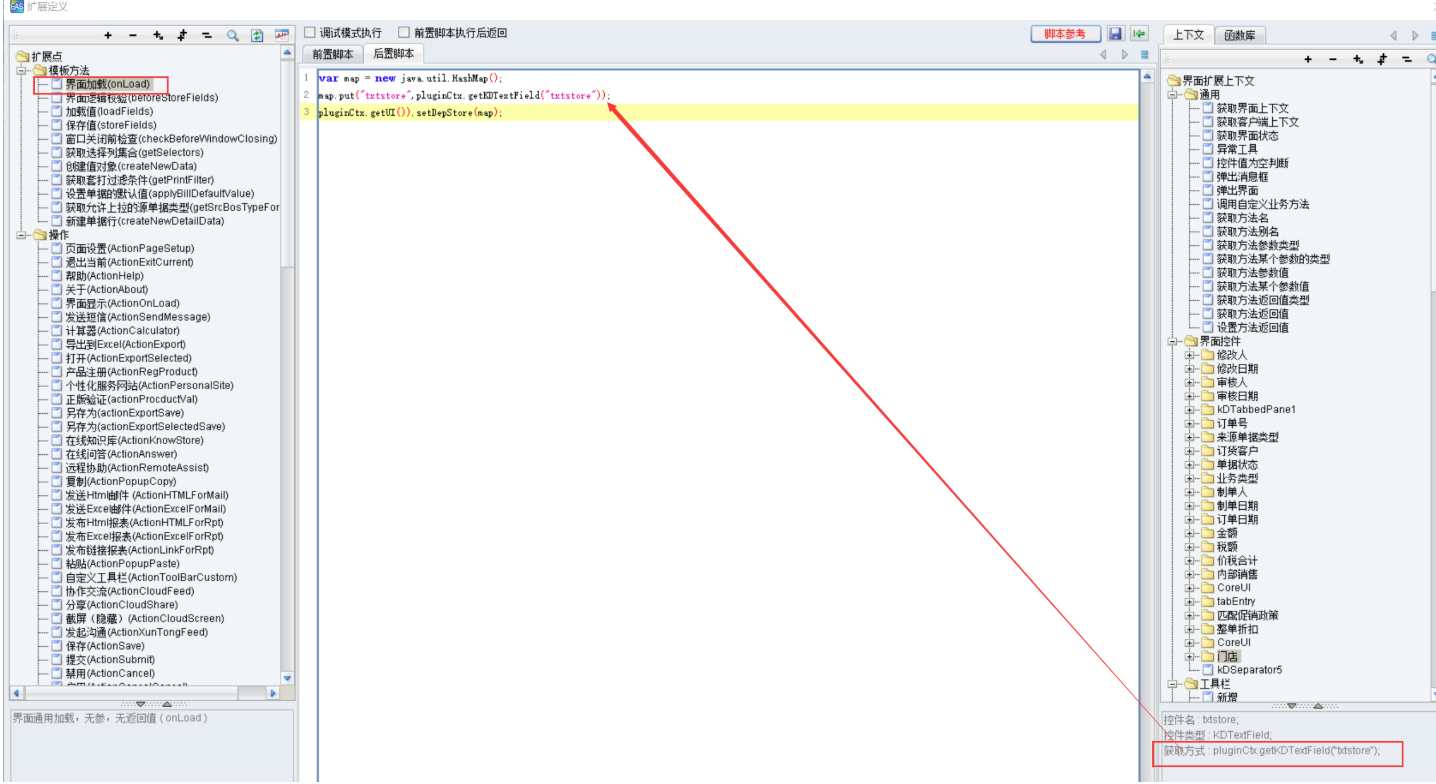 EAS 扩展定义
调试模式执行 前置脚本执行后返回
脚本参考
上下文 函数库
前置脚本 后置脚本
扩展点
模板方法
界面加载(onLoad)
界面逻辑校验(beforeStoreFields)
加载值(loadFields)
保存值(storeFields)
窗口关闭前检查(checkBeforeWindowClosing)
获取选择列集合(getSelectors)
创建值对象(createNewData)
获取套打过滤条件(getPrintFilter)
设置单据的默认值(applyBillDefaultValue)
获取允许上拉的源单据类型(getSrcBosTypeFor
新建单据行(createNewDetailData)
操作
页面设置(ActionPageSetup)
退出当前(ActionExitCurrent)
帮助(ActionHelp)
关于(ActionAbout)
界面显示(ActionOnLoad)
发送短信(ActionSendMessage)
计算器(ActionCalculator)
导出到Excel(ActionExport)
打开(ActionExportSelected)
产品注册(ActionRegProduct)
个性化服务网站(ActionPersonalSite)
正版验证(actionProcductVal)
另存为(actionExportSave)
另存为(actionExportSelectedSave)
在线知识库(ActionKnowStore)
在线问答(ActionAnswer)
远程协助(ActionRemoteAssist)
复制(ActionPopupCopy)
发送Html邮件 (ActionHTMLForMail)
发送Excel邮件(ActionExcelForMail)
发布Html报表(ActionHTMLForRpt)
发布Excel报表(ActionExcelForRpt)
发布链接报表(ActionLinkForRpt)
粘贴(ActionPopupPaste)
自定义工具栏(ActionToolBarCustom)
协作交流(ActionCloudFeed)
分享(ActionCloudShare)
截屏（隐藏）(ActionCloudScreen)
发起沟通(ActionXunTongFeed)
保存(ActionSave)
提交(ActionSubmit)
禁用(ActionCancel)
界面通用加载，无参，无返回值 ( onLoad )
1 var map = new java.util.HashMap();
2 map.put("txtstore",pluginCtx.getKDTextField("txtstore"));
3 pluginCtx.getUI()).setDepStore(map);
界面扩展上下文
通用
获取界面上下文
获取客户端上下文
获取界面状态
异常工具
控件值为空判断
弹出消息框
弹出界面
调用自定义业务方法
获取方法名
获取方法别名
获取方法参数类型
获取方法某个参数的类型
获取方法参数值
获取方法某个参数值
获取方法返回值类型
获取方法返回值
设置方法返回值
界面控件
修改人
修改日期
审核人
审核日期
kDTabbedPane1
订单号
来源单据类型
订货客户
单据状态
业务类型
制单人
制单日期
订单日期
金额
税额
价税合计
内部销售
CoreUI
tabEntry
匹配促销政策
整单折扣
CoreUI
门店
kDSeparator5
工具栏
新增
控件名 : txtstore;
控件类型 : KDTextField;
获取方式 : pluginCtx.getKDTextField("txtstore");